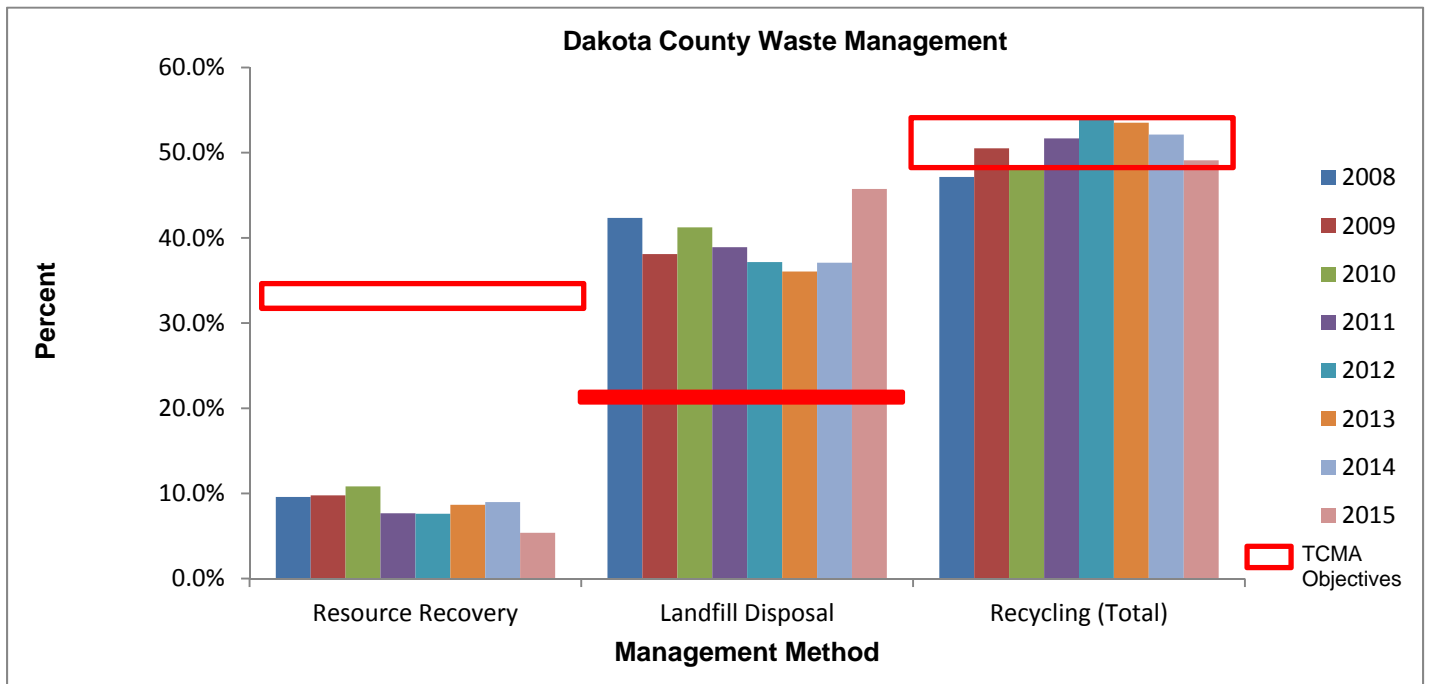 Dakota County Waste Management
60.0%
50.0%
40.0%
30.0%
20.0%
10.0%
0.0%
Percent
Resource Recovery
Landfill Disposal
Recycling (Total)
Management Method
2008
2009
2010
2011
2012
2013
2014
2015
TCMA
Objectives